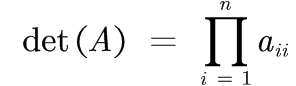 det(A) = ∏_{i = 1}^{n} a_{ii}